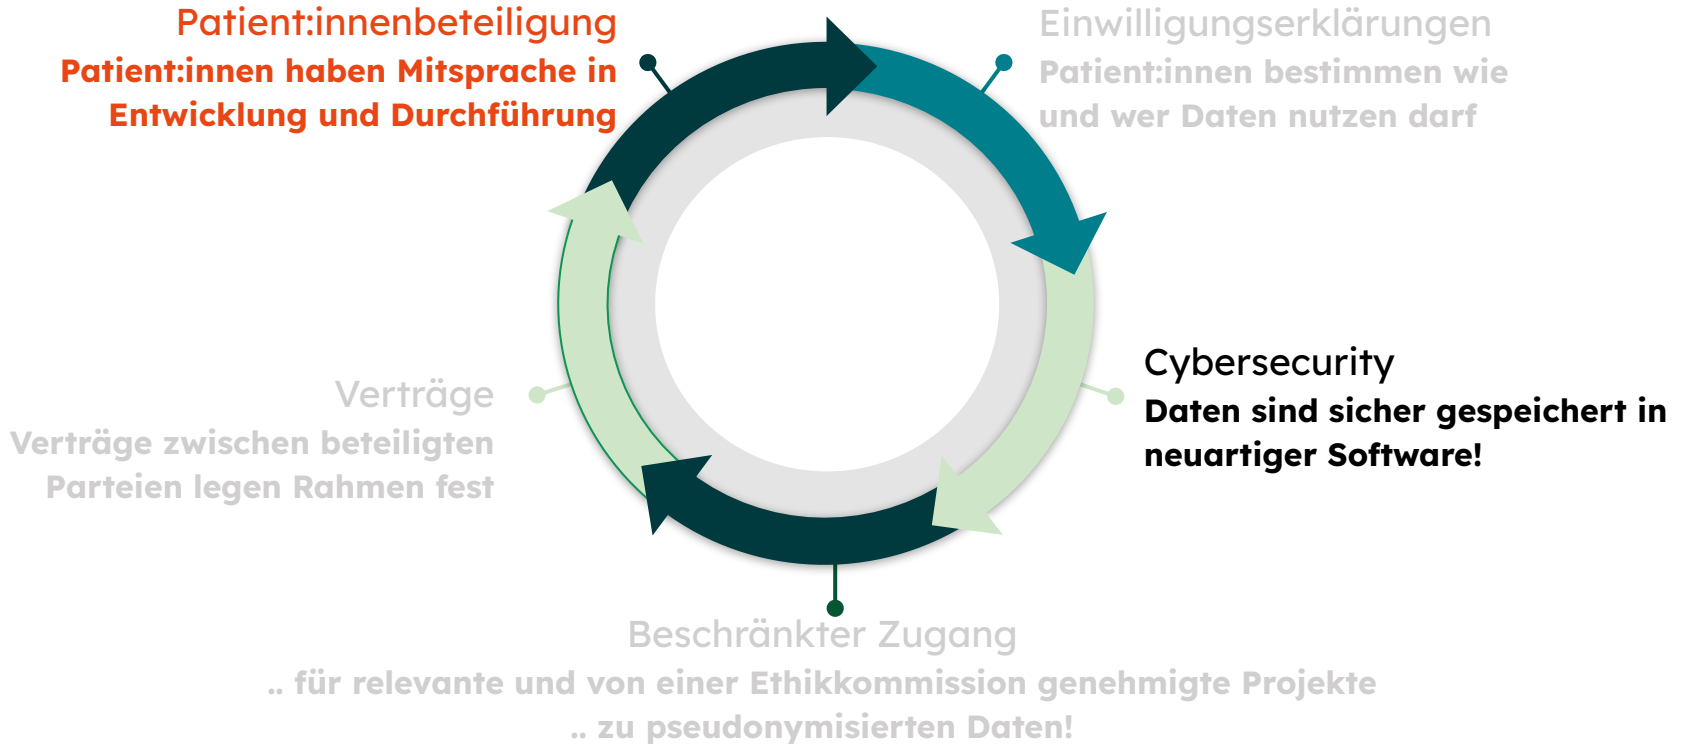 Patient:innenbeteiligung
Patient:innen haben Mitsprache in
Entwicklung und Durchführung
Einwilligungserklärungen
Patient:innen bestimmen wie
und wer Daten nutzen darf
Cybersecurity
Daten sind sicher gespeichert in
neuartiger Software!
Verträge
Verträge zwischen beteiligten
Parteien legen Rahmen fest
Beschränkter Zugang
.. für relevante und von einer Ethikkommission genehmigte Projekte
.. zu pseudonymisierten Daten!